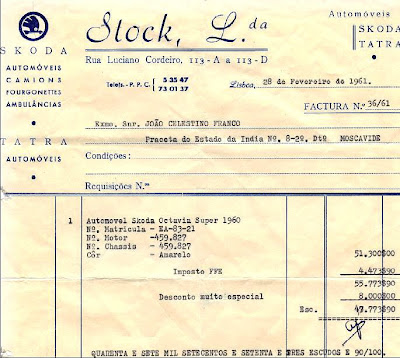 SKODA
AUTOMÓVEIS
CAMIONS
FOURGONETTES
AMBULÂNCIAS
TATRA
AUTOMÓVEIS
Stock, L.da
Rua Luciano Cordeiro, 113-A a 113-D
Telefs.- P. P. C. 5 35 47
73 01 37
Automóveis
SKODA
TATRA
Lisboa, 28 de Fevereiro de 1961.
FACTURA N.º 36/61
Exmo. Snr. JOÃO CELESTINO FRANCO
Praceta do Estado da India Nº. 8-2º. Dtº MOSCAVIDE
Condições:
Requisições N.os
1 Automovel Skoda Octavia Super 1960
Nº. Matricula - EA-83-21
Nº. Motor -459.827
Nº. Chassis - 459.827
Côr - Amarelo 51.300$00
Imposto FFE 4.473$90
55.773$90
Desconto muito especial 8.000$00
Esc. 47.773$90
QUARENTA E SETE MIL SETECENTOS E SETENTA E TRES ESCUDOS E 90/100.